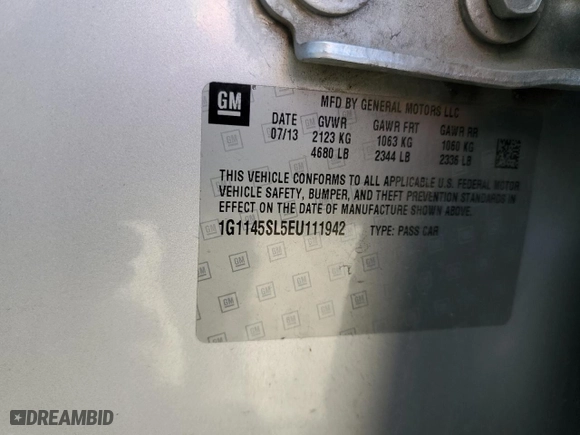 GM
MFD BY GENERAL MOTORS LLC
DATE GVWR GAWR FRT GAWR RR
07/13 2123 KG 1063 KG 1060 KG
4680 LB 2344 LB 2336 LB
THIS VEHICLE CONFORMS TO ALL APPLICABLE U.S. FEDERAL MOTOR
VEHICLE SAFETY, BUMPER, AND THEFT PREVENTION STANDARDS IN
EFFECT ON THE DATE OF MANUFACTURE SHOWN ABOVE.
1G1145SL5EU111942 TYPE: PASS CAR
DREAMBID